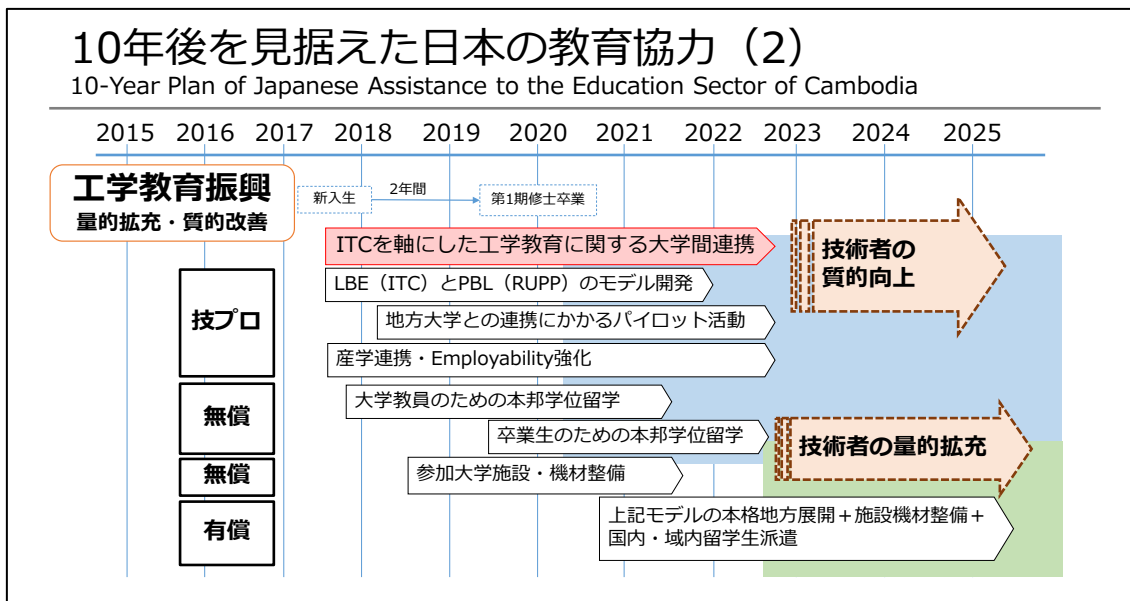 10年後を見据えた日本の教育協力（2）
10-Year Plan of Japanese Assistance to the Education Sector of Cambodia
2015 2016 2017 2018 2019 2020 2021 2022 2023 2024 2025
工学教育振興
量的拡充・質的改善
新入生
2年間
第1期修士卒業
ITCを軸にした工学教育に関する大学間連携
技術者の
質的向上
技プロ
LBE（ITC）とPBL（RUPP）のモデル開発
地方大学との連携にかかるパイロット活動
産学連携・Employability強化
無償
大学教員のための本邦学位留学
卒業生のための本邦学位留学
技術者の量的拡充
無償
参加大学施設・機材整備
有償
上記モデルの本格地方展開＋施設機材整備＋
国内・域内留学生派遣